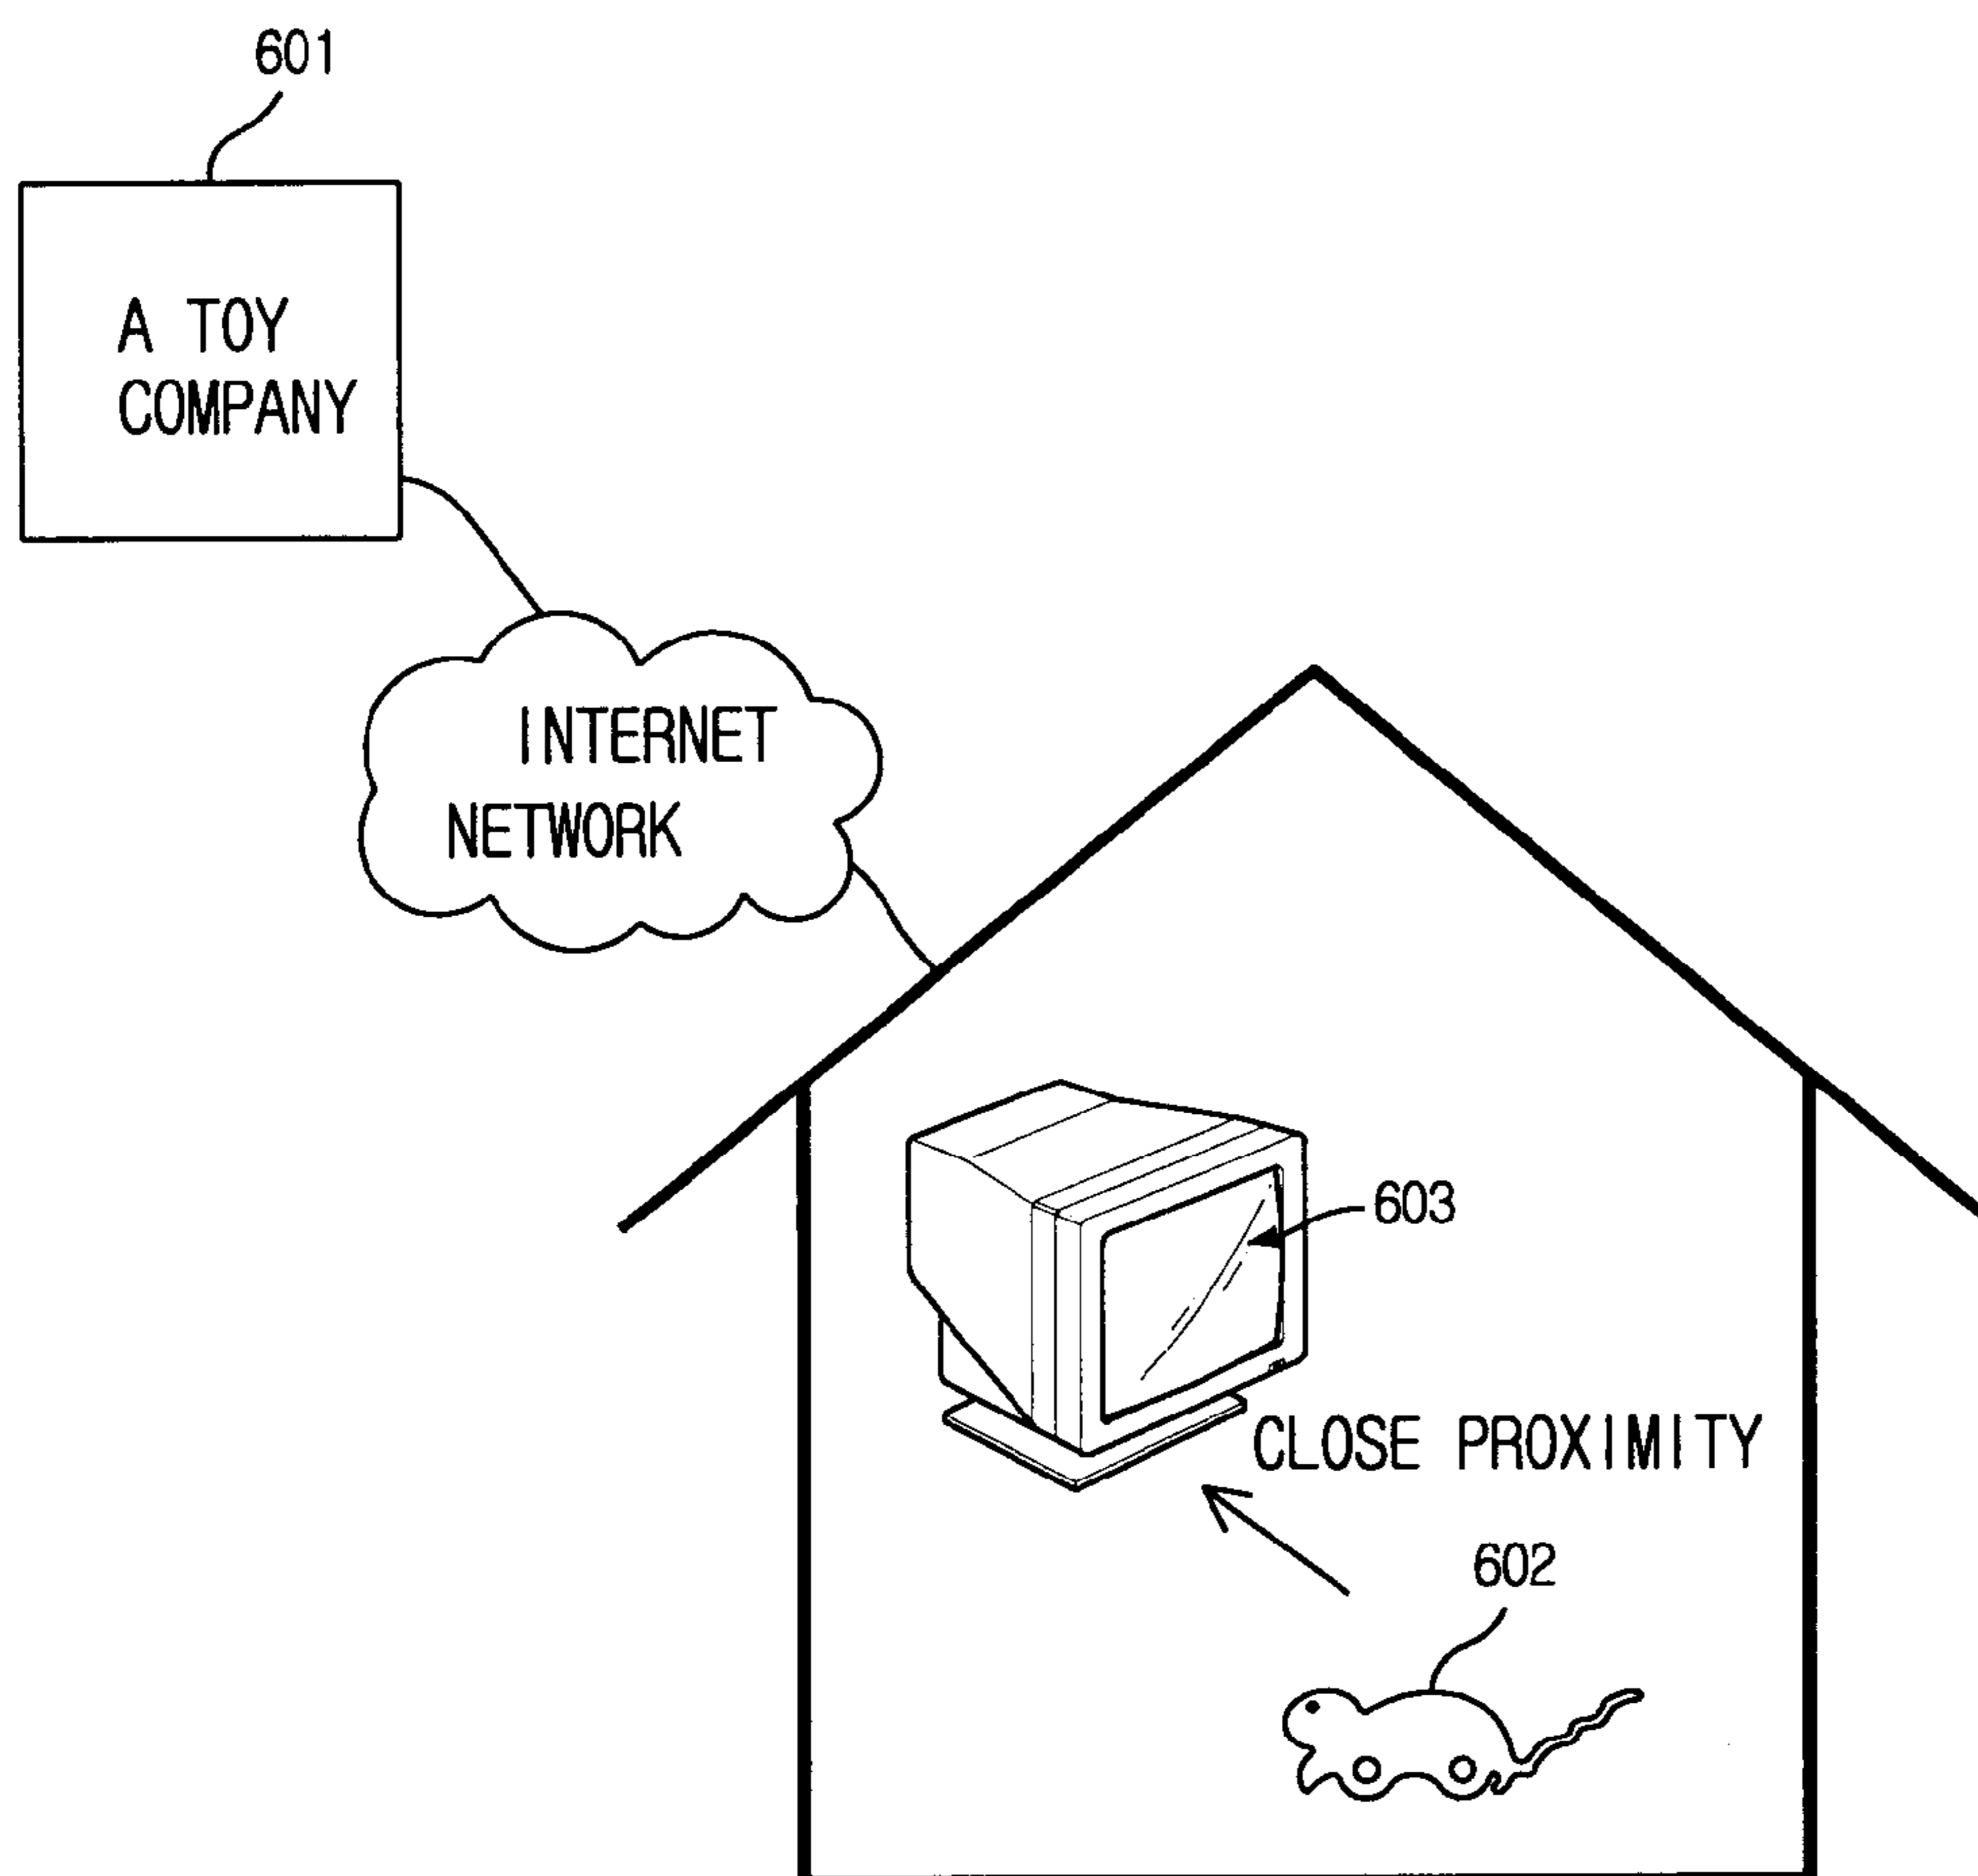 601
A TOY
COMPANY
INTERNET
NETWORK
603
CLOSE PROXIMITY
602